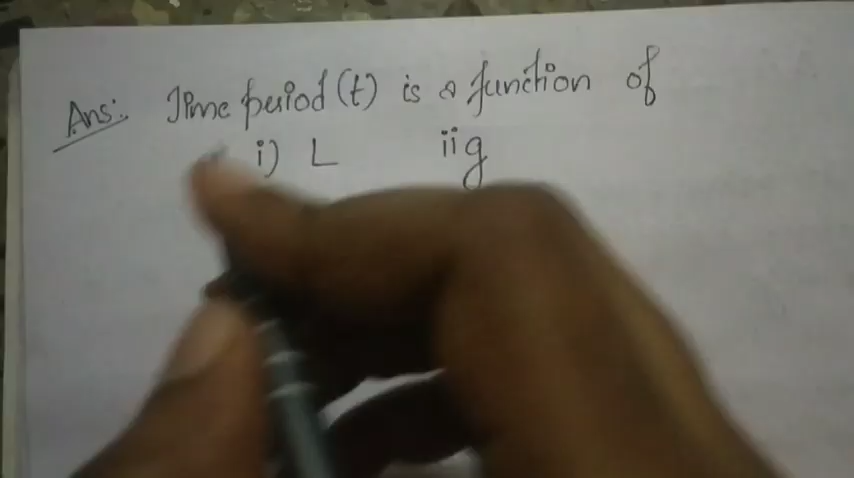 Ans: Time period (t) is a function of
i) L ii g